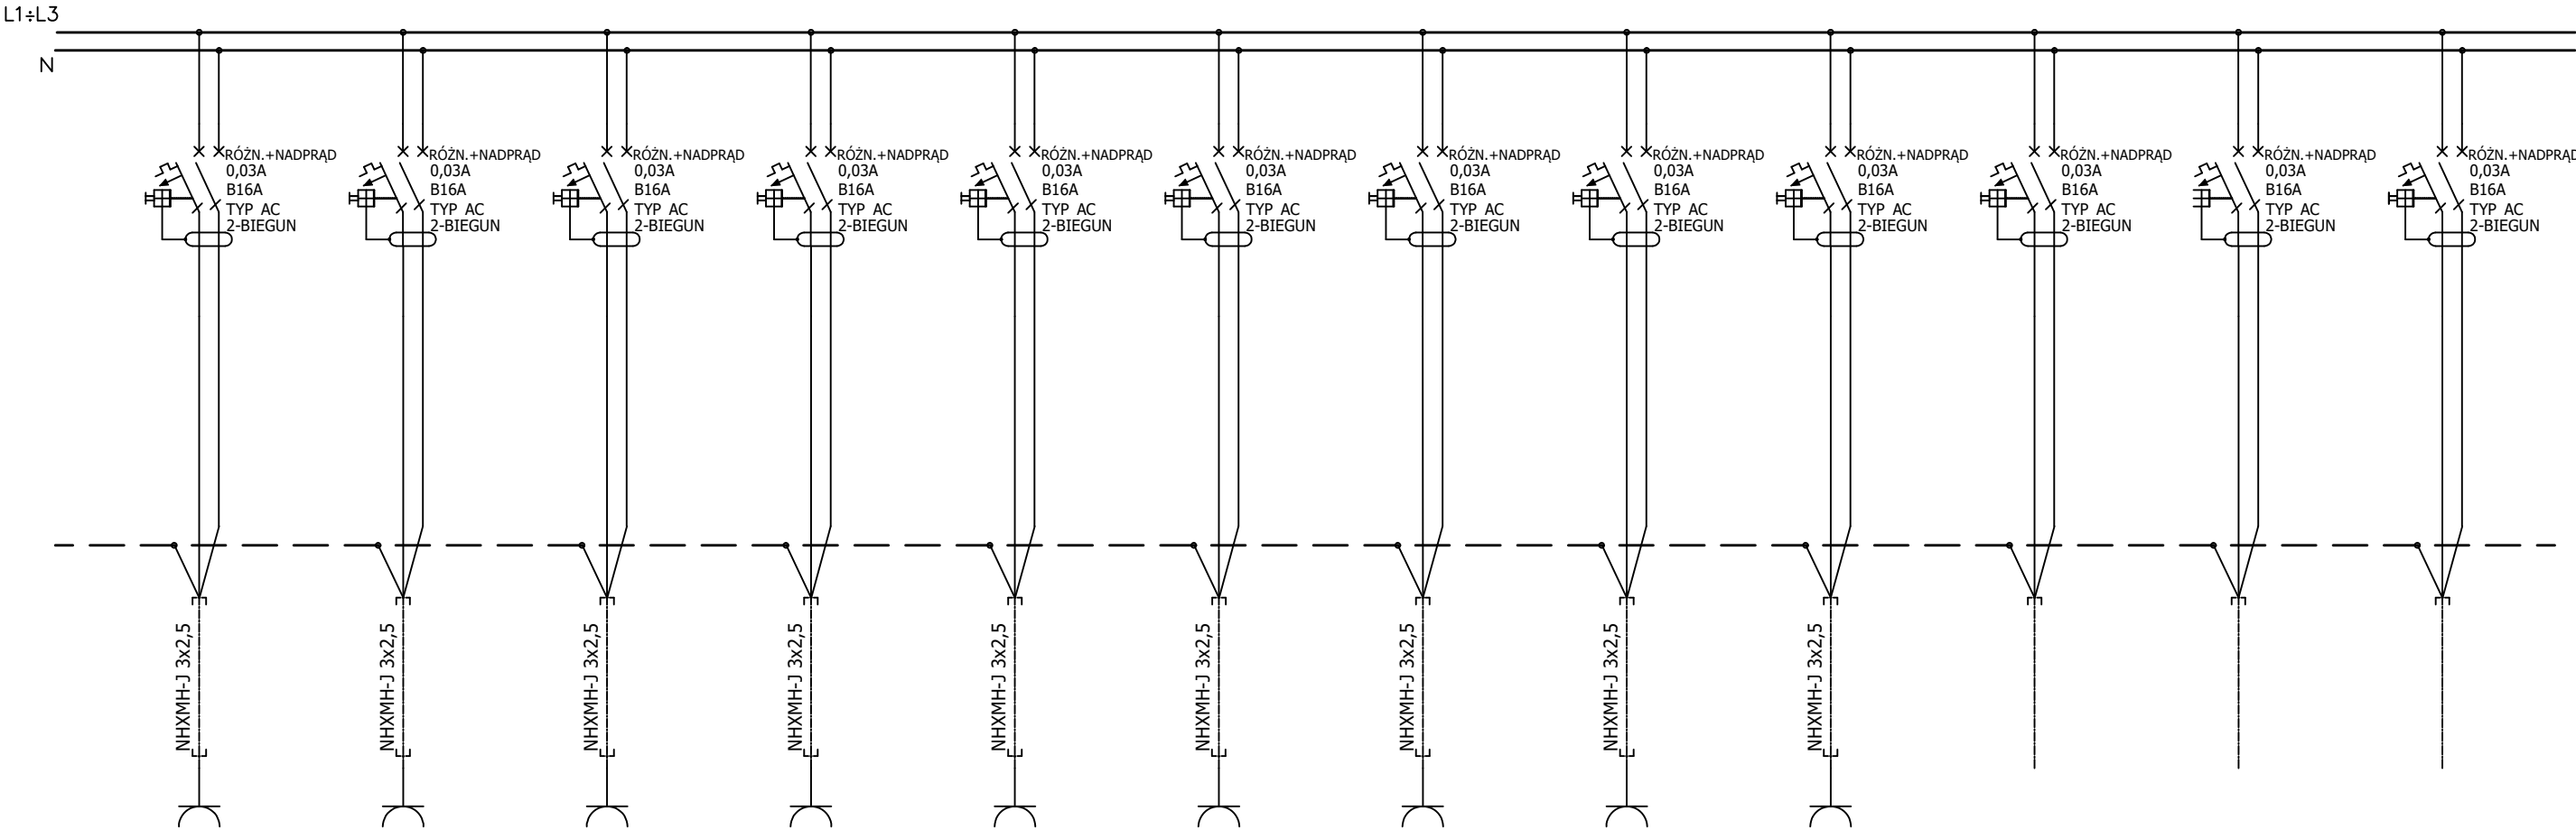 L1÷L3
N
RÓŻN.+NADPRĄD
0,03A
B16A
TYP AC
2-BIEGUN
RÓŻN.+NADPRĄD
0,03A
B16A
TYP AC
2-BIEGUN
RÓŻN.+NADPRĄD
0,03A
B16A
TYP AC
2-BIEGUN
RÓŻN.+NADPRĄD
0,03A
B16A
TYP AC
2-BIEGUN
RÓŻN.+NADPRĄD
0,03A
B16A
TYP AC
2-BIEGUN
RÓŻN.+NADPRĄD
0,03A
B16A
TYP AC
2-BIEGUN
RÓŻN.+NADPRĄD
0,03A
B16A
TYP AC
2-BIEGUN
RÓŻN.+NADPRĄD
0,03A
B16A
TYP AC
2-BIEGUN
RÓŻN.+NADPRĄD
0,03A
B16A
TYP AC
2-BIEGUN
RÓŻN.+NADPRĄD
0,03A
B16A
TYP AC
2-BIEGUN
RÓŻN.+NADPRĄD
0,03A
B16A
TYP AC
2-BIEGUN
RÓŻN.+NADPRĄD
0,03A
B16A
TYP AC
2-BIEGUN
NHXMH-J 3x2,5
NHXMH-J 3x2,5
NHXMH-J 3x2,5
NHXMH-J 3x2,5
NHXMH-J 3x2,5
NHXMH-J 3x2,5
NHXMH-J 3x2,5
NHXMH-J 3x2,5
NHXMH-J 3x2,5